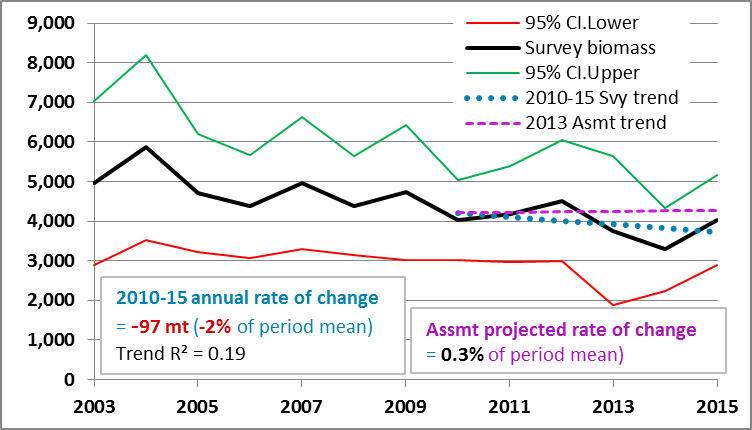 9,000
8,000
7,000
6,000
5,000
4,000
3,000
2,000
1,000
0
95% CI.Lower
Survey biomass
95% CI.Upper
2010-15 Svy trend
2013 Asmt trend
2010-15 annual rate of change
= -97 mt (-2% of period mean)
Trend R² = 0.19
Assmt projected rate of change
= 0.3% of period mean)
2003 2005 2007 2009 2011 2013 2015